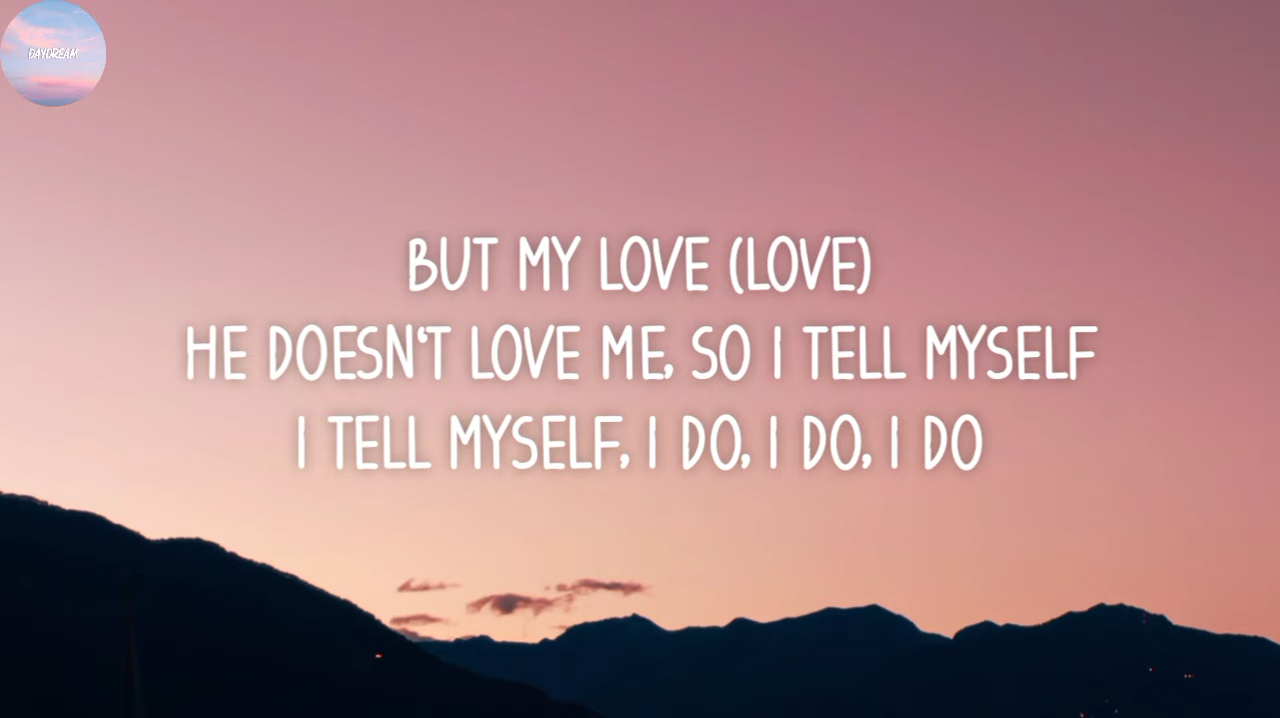 DAYDREAM
BUT MY LOVE (LOVE)
HE DOESN'T LOVE ME, SO I TELL MYSELF
I TELL MYSELF, I DO, I DO, I DO